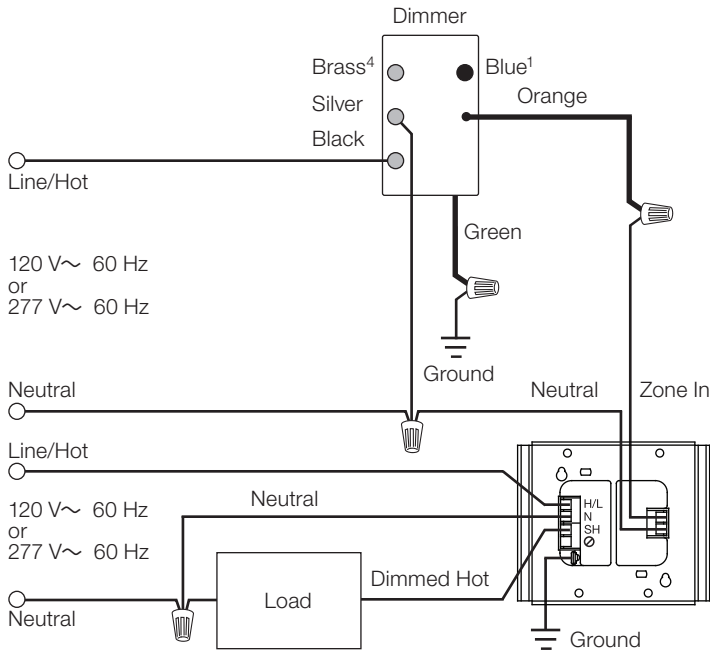 Dimmer
Brass⁴
Blue¹
Silver
Orange
Black
Line/Hot
Green
120 V～ 60 Hz
or
277 V～ 60 Hz
Ground
Neutral
Neutral
Zone In
Line/Hot
Neutral
H/L
N
SH
120 V～ 60 Hz
or
277 V～ 60 Hz
Dimmed Hot
Load
Neutral
Ground